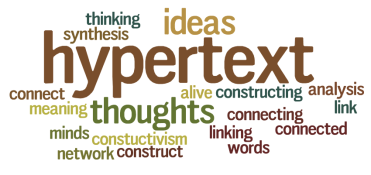 thinking
ideas
synthesis
hypertext
connect
alive
constructing
analysis
meaning
thoughts
connecting
link
minds
constuctivism
linking
connected
network
construct
words